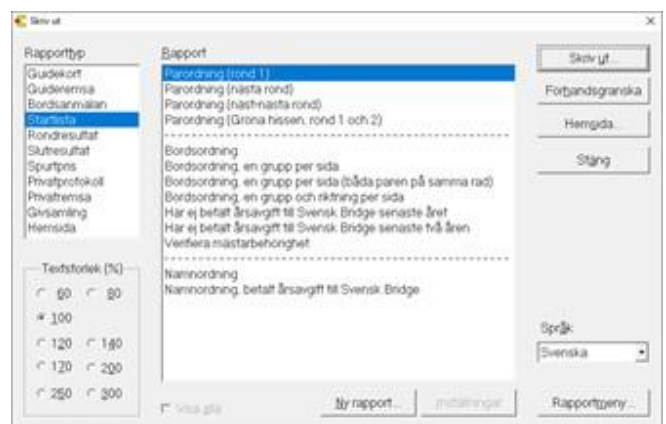 Skriv ut
Rapporttyp
Guidekort
Guideremsa
Bordsanmälan
Startlista
Rondresultat
Slutresultat
Spurtpris
Privatprotokoll
Privatremsa
Givsamling
Hemsida
Textstorlek (%)
60 80
100
120 140
170 200
250 300
Rapport
Parordning (rond 1)
Parordning (nästa rond)
Parordning (näst-nästa rond)
Parordning (Gröna hissen, rond 1 och 2)
Bordsordning
Bordsordning, en grupp per sida
Bordsordning, en grupp per sida (båda paren på samma rad)
Bordsordning, en grupp och riktning per sida
Har ej betalt årsavgift till Svensk Bridge senaste året
Har ej betalt årsavgift till Svensk Bridge senaste två åren
Verifiera mästarbehörighet
Namnordning
Namnordning, betalt årsavgift till Svensk Bridge
Visa alla
Ny rapport...
Inställningar
Skriv ut...
Förhandsgranska
Hemsida...
Stäng
Språk:
Svenska
Rapportmeny...